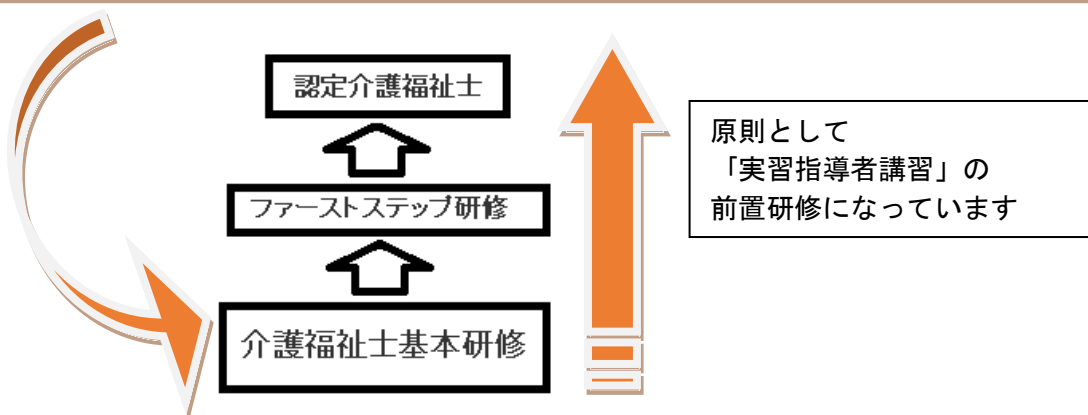 認定介護福祉士
ファーストステップ研修
介護福祉士基本研修
原則として
「実習指導者講習」の
前置研修になっています